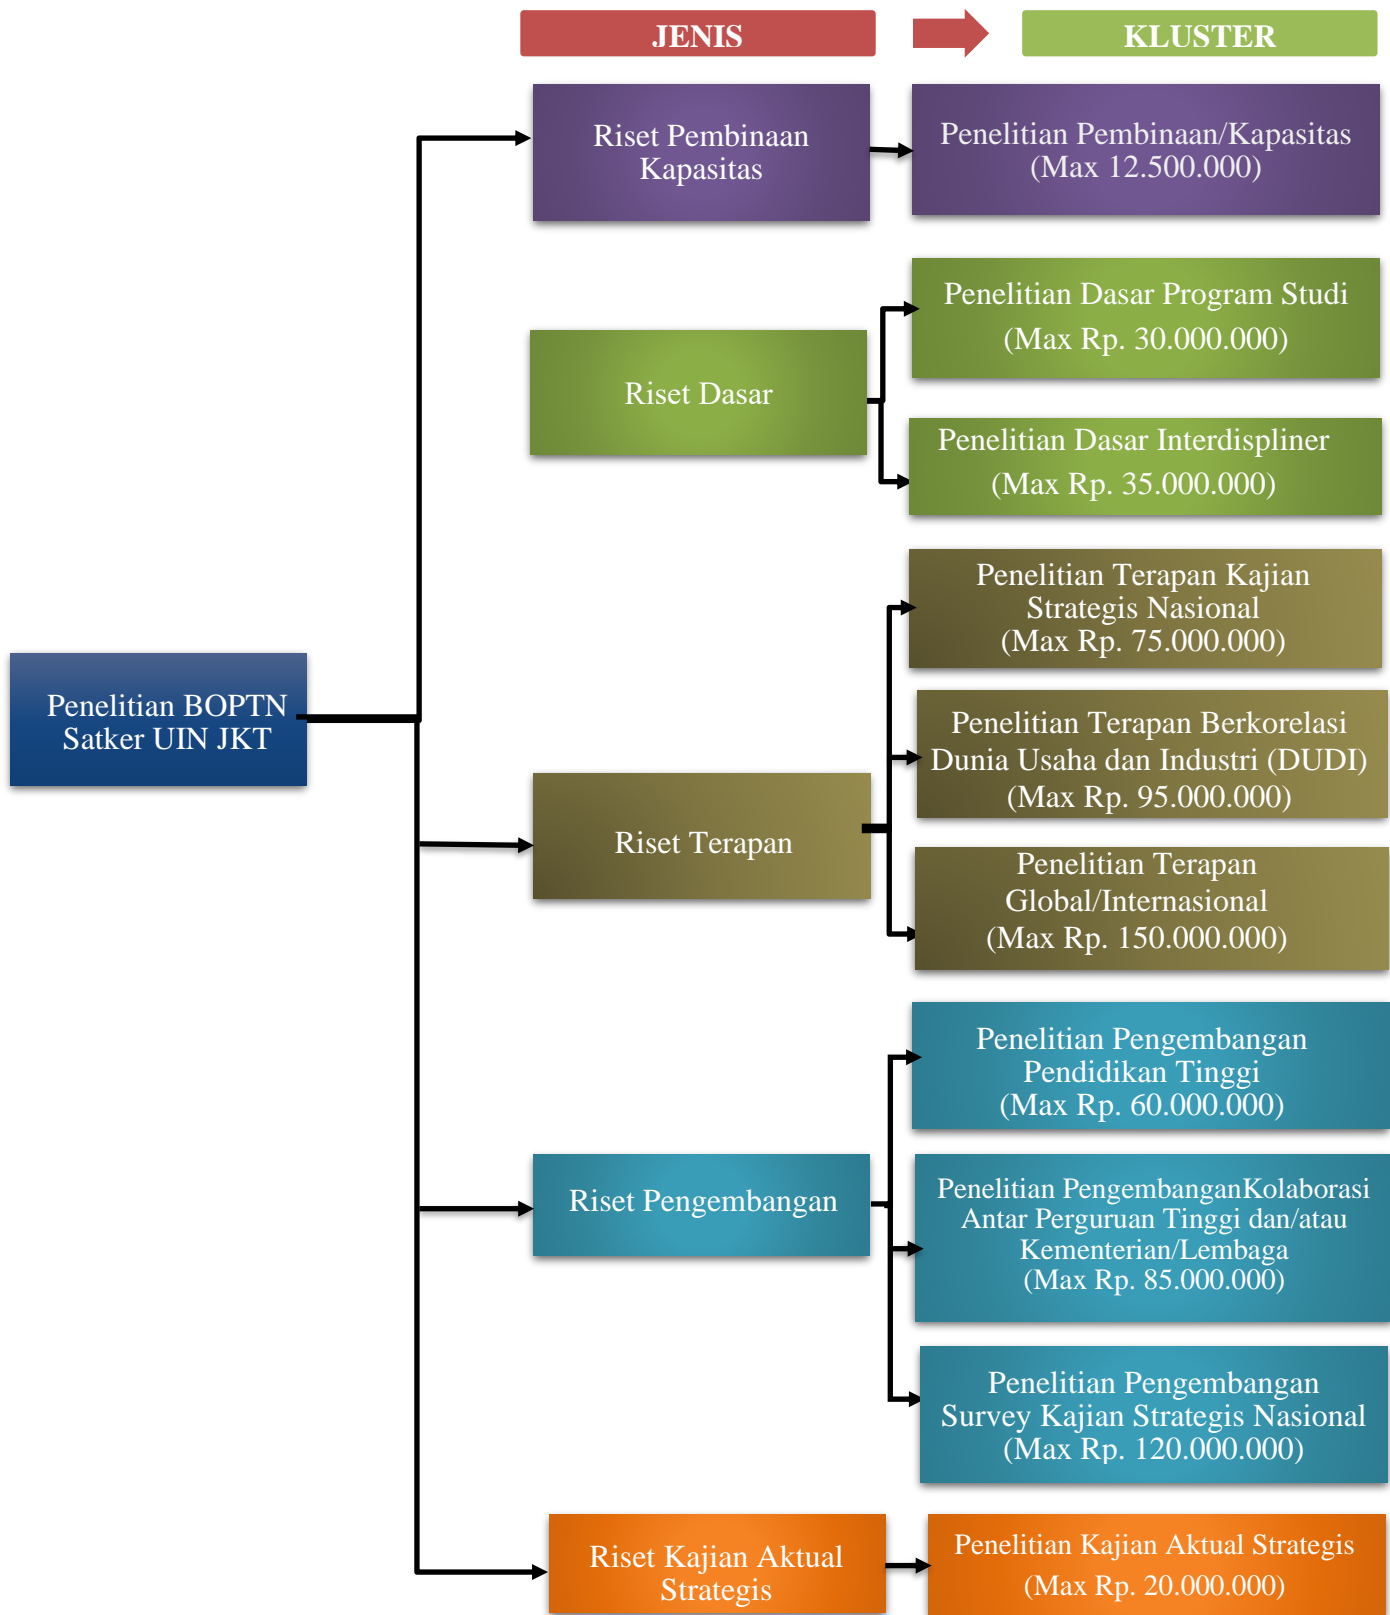 JENIS
KLUSTER
Riset Pembinaan
Kapasitas
Penelitian Pembinaan/Kapasitas
(Max 12.500.000)
Riset Dasar
Penelitian Dasar Program Studi
(Max Rp. 30.000.000)
Penelitian Dasar Interdispliner
(Max Rp. 35.000.000)
Penelitian BOPTN
Satker UIN JKT
Riset Terapan
Penelitian Terapan Kajian
Strategis Nasional
(Max Rp. 75.000.000)
Penelitian Terapan Berkorelasi
Dunia Usaha dan Industri (DUDI)
(Max Rp. 95.000.000)
Penelitian Terapan
Global/Internasional
(Max Rp. 150.000.000)
Riset Pengembangan
Penelitian Pengembangan
Pendidikan Tinggi
(Max Rp. 60.000.000)
Penelitian PengembanganKolaborasi
Antar Perguruan Tinggi dan/atau
Kementerian/Lembaga
(Max Rp. 85.000.000)
Penelitian Pengembangan
Survey Kajian Strategis Nasional
(Max Rp. 120.000.000)
Riset Kajian Aktual
Strategis
Penelitian Kajian Aktual Strategis
(Max Rp. 20.000.000)